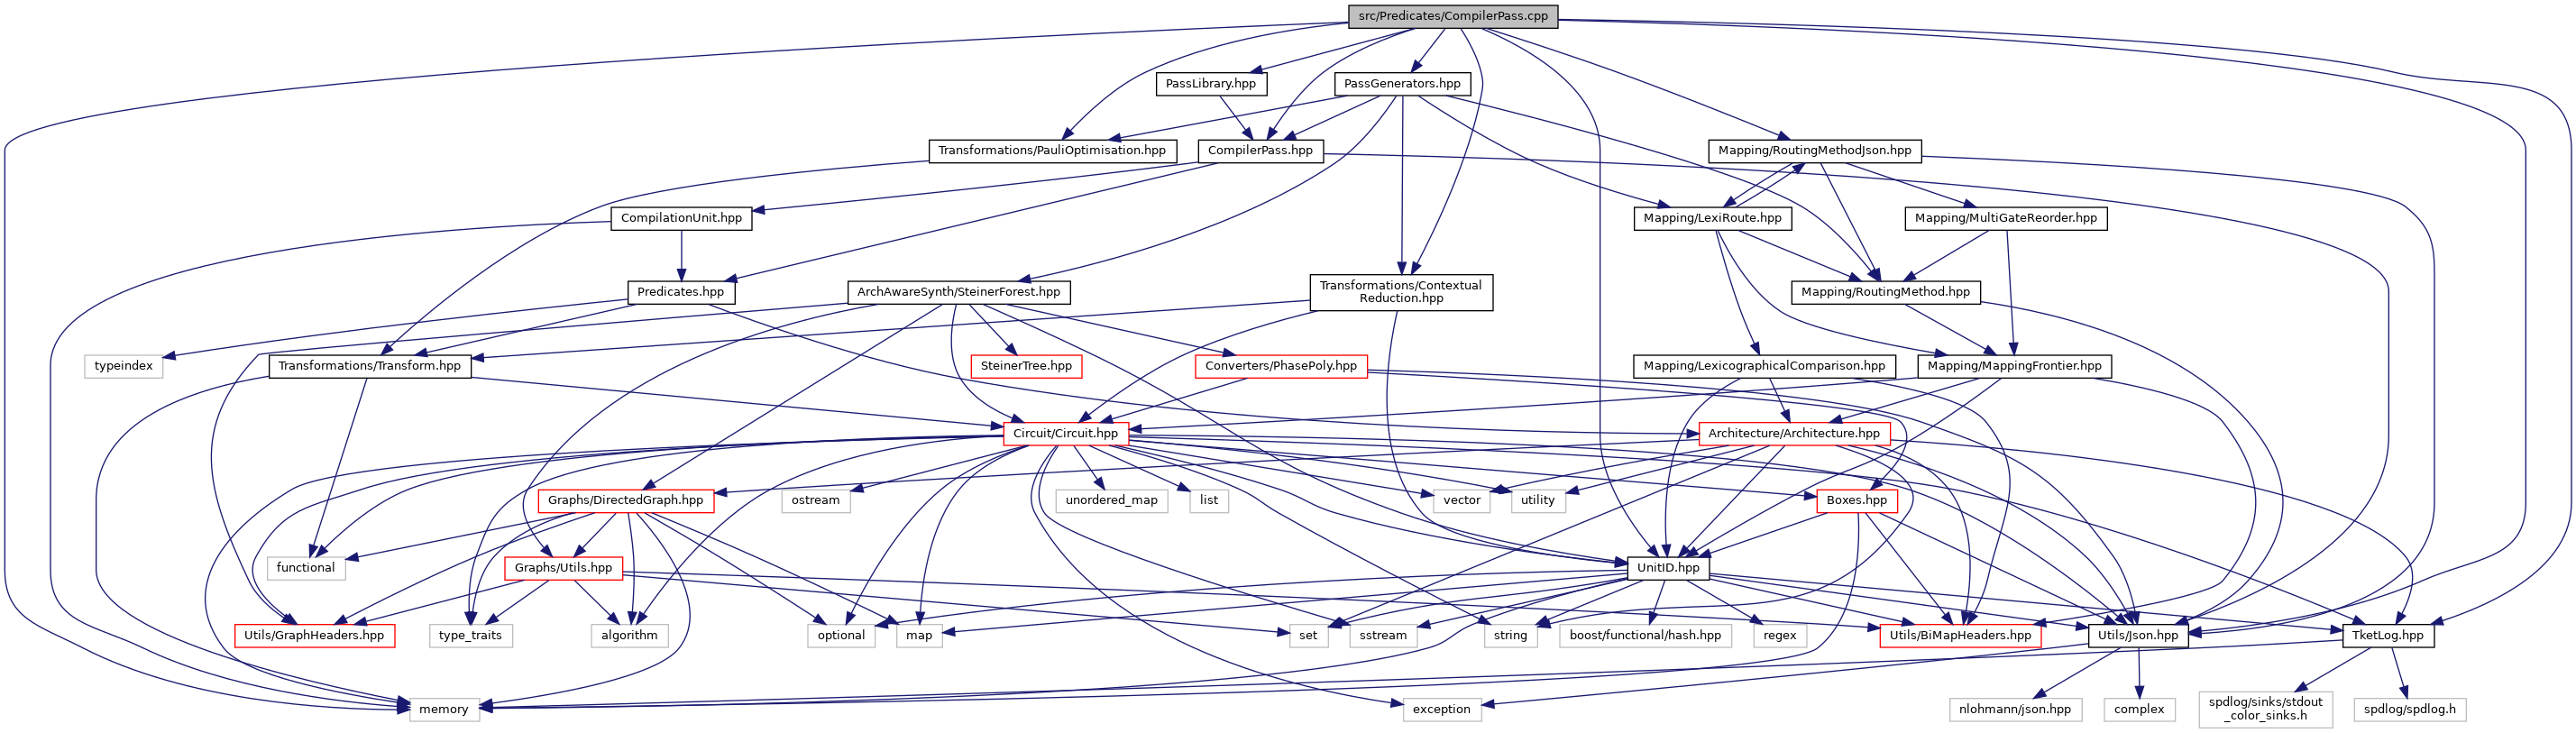 src/Predicates/CompilerPass.cpp
PassLibrary.hpp
PassGenerators.hpp
Transformations/PauliOptimisation.hpp
CompilerPass.hpp
Mapping/RoutingMethodJson.hpp
CompilationUnit.hpp
Mapping/LexiRoute.hpp
Mapping/MultiGateReorder.hpp
Predicates.hpp
ArchAwareSynth/SteinerForest.hpp
Transformations/Contextual
Reduction.hpp
Mapping/RoutingMethod.hpp
typeindex
Transformations/Transform.hpp
SteinerTree.hpp
Converters/PhasePoly.hpp
Mapping/LexicographicalComparison.hpp
Mapping/MappingFrontier.hpp
Circuit/Circuit.hpp
Architecture/Architecture.hpp
Graphs/DirectedGraph.hpp
ostream
unordered_map
list
vector
utility
Boxes.hpp
functional
Graphs/Utils.hpp
UnitID.hpp
Utils/GraphHeaders.hpp
type_traits
algorithm
optional
map
set
sstream
string
boost/functional/hash.hpp
regex
Utils/BiMapHeaders.hpp
Utils/Json.hpp
TketLog.hpp
memory
exception
nlohmann/json.hpp
complex
spdlog/sinks/stdout
_color_sinks.h
spdlog/spdlog.h